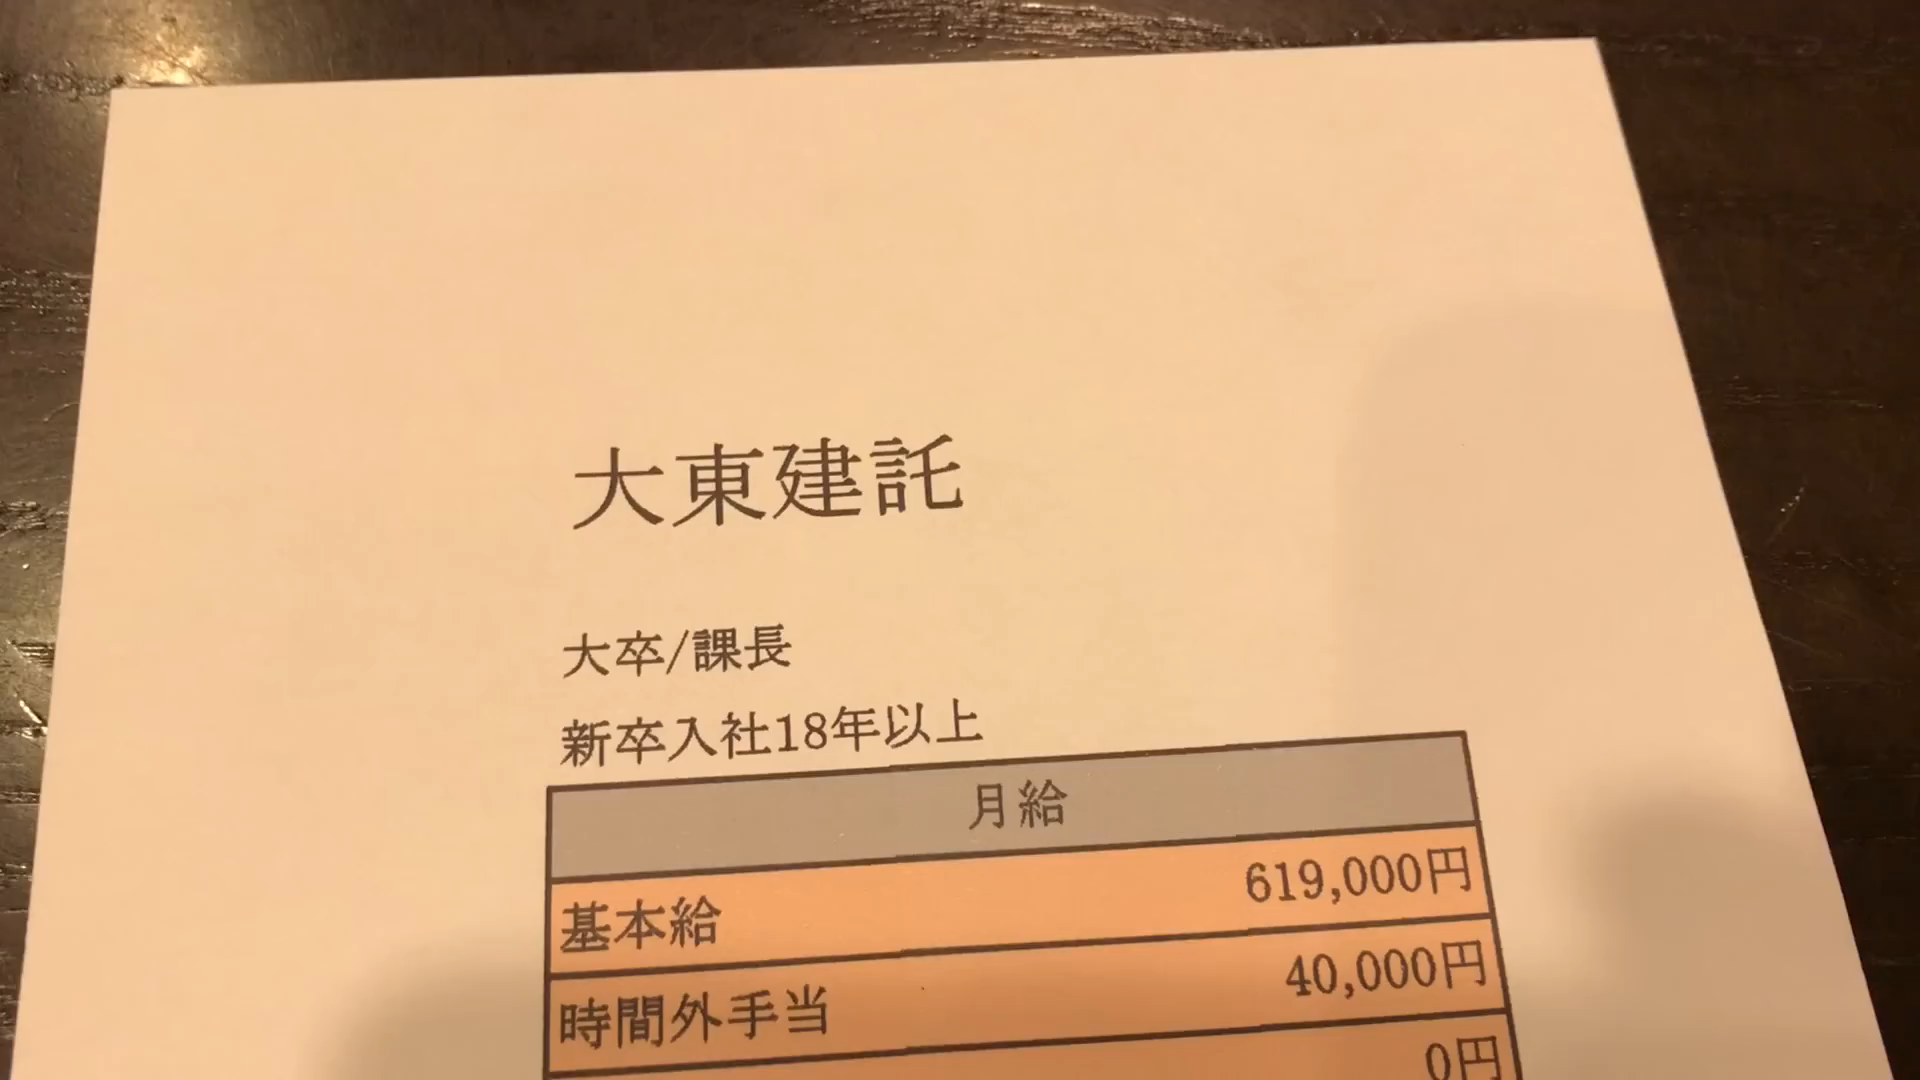 大東建託
大卒/課長
新卒入社18年以上
月給
基本給 619,000円
時間外手当 40,000円
0円